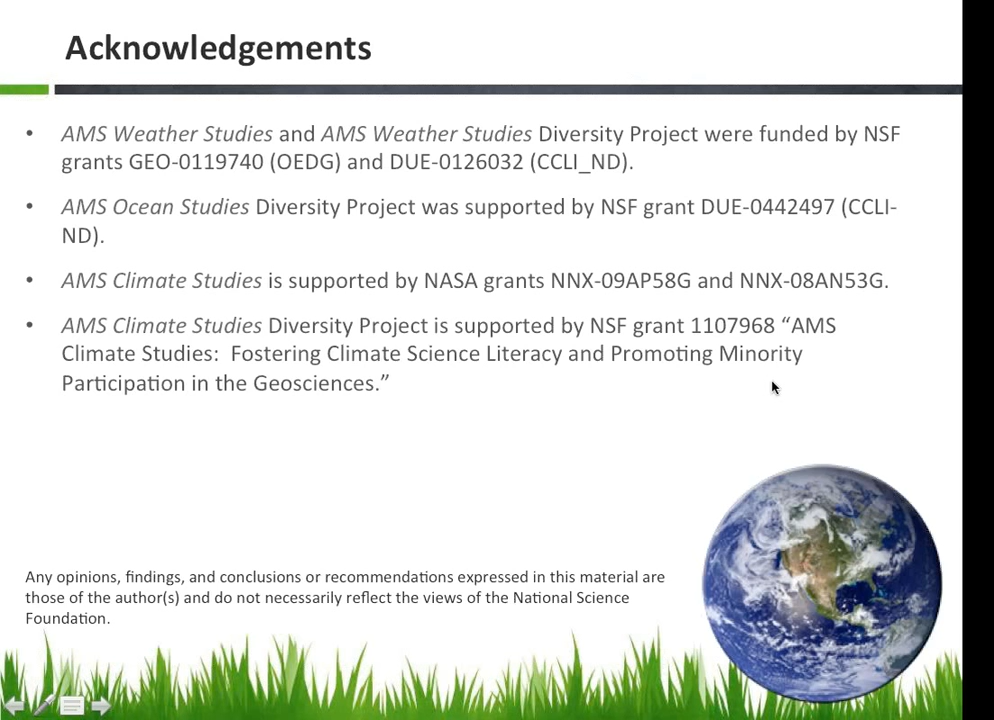 Acknowledgements
• AMS Weather Studies and AMS Weather Studies Diversity Project were funded by NSF
grants GEO-0119740 (OEDG) and DUE-0126032 (CCLI_ND).
• AMS Ocean Studies Diversity Project was supported by NSF grant DUE-0442497 (CCLI-
ND).
• AMS Climate Studies is supported by NASA grants NNX-09AP58G and NNX-08AN53G.
• AMS Climate Studies Diversity Project is supported by NSF grant 1107968 “AMS
Climate Studies:  Fostering Climate Science Literacy and Promoting Minority
Participation in the Geosciences.”
Any opinions, findings, and conclusions or recommendations expressed in this material are
those of the author(s) and do not necessarily reflect the views of the National Science
Foundation.